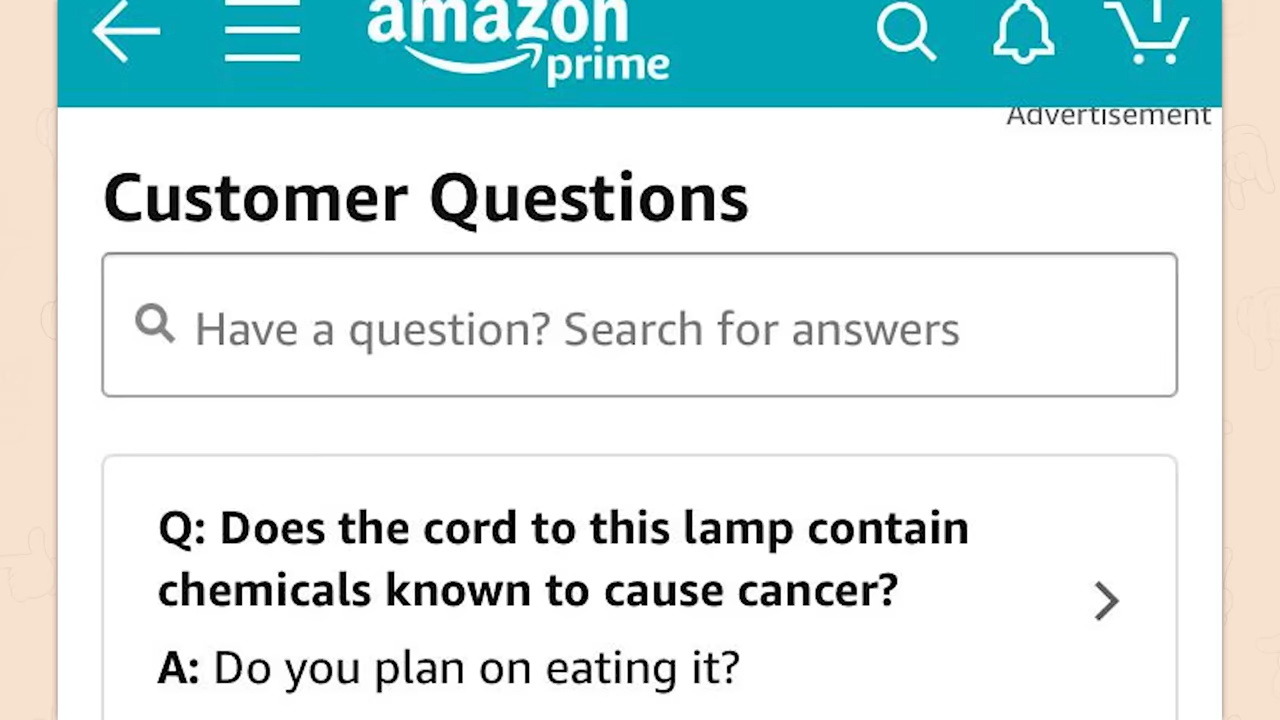 amazon
prime
Advertisement
Customer Questions
Have a question? Search for answers
Q: Does the cord to this lamp contain
chemicals known to cause cancer?
A: Do you plan on eating it?